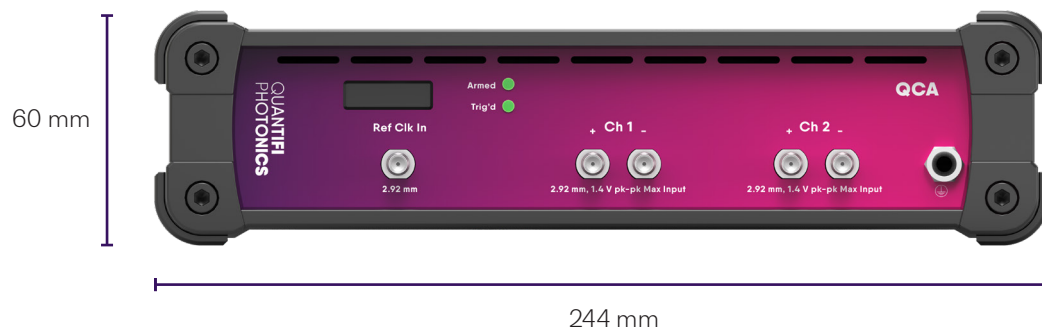 60 mm
QUANTIFI
PHOTONICS
Armed
Trig'd
QCA
Ref Clk In
+ Ch 1 -
+ Ch 2 -
2.92 mm
2.92 mm, 1.4 V pk-pk Max Input
2.92 mm, 1.4 V pk-pk Max Input
244 mm